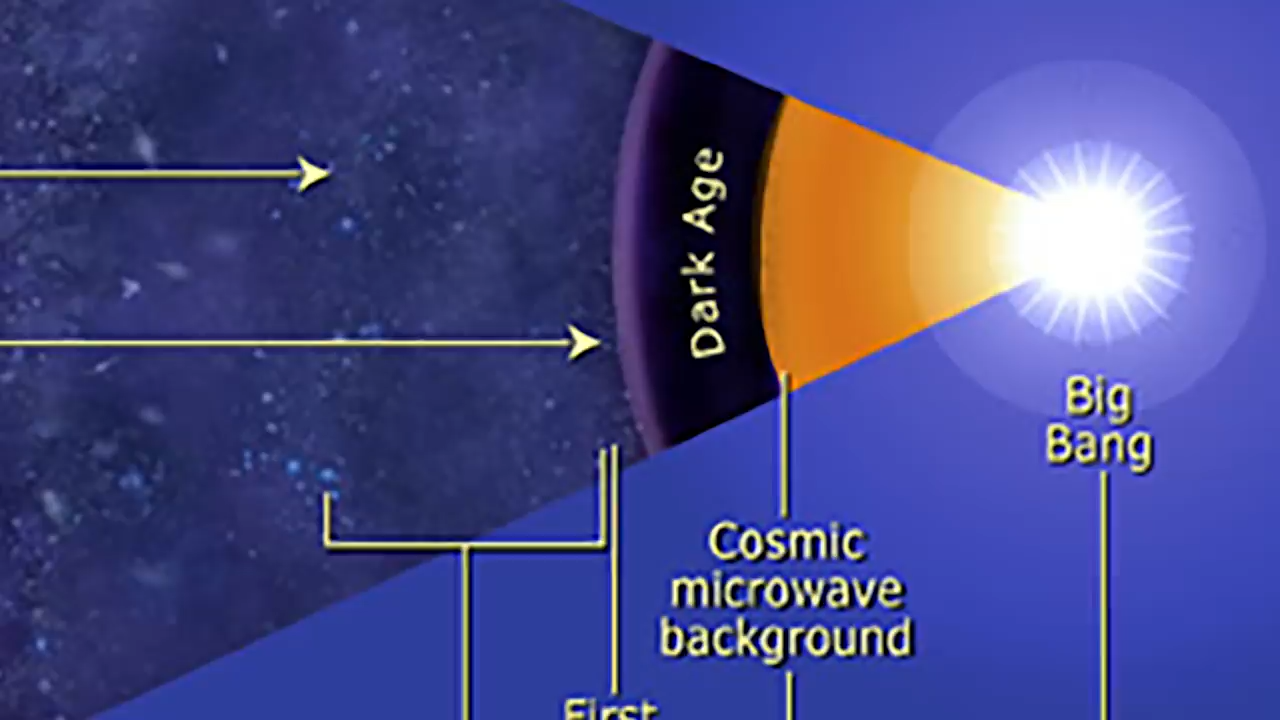 Dark Age
Big
Bang
Cosmic
microwave
background
First